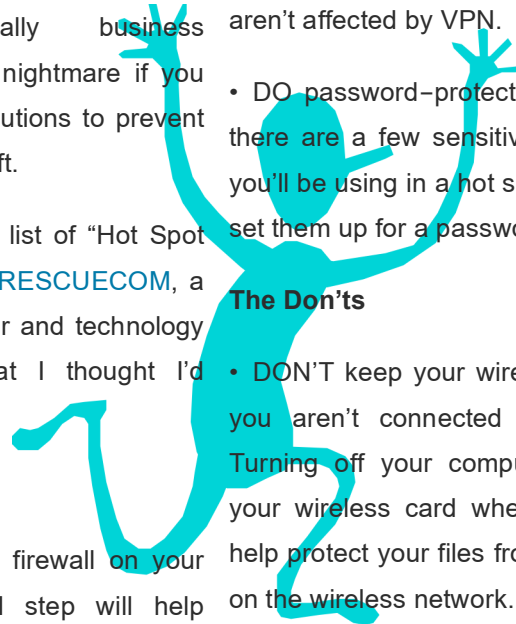 ally business
nightmare if you
utions to prevent
ft.
list of “Hot Spot
RESCUECOM, a
r and technology
at I thought I’d
firewall on your
l step will help
aren’t affected by VPN.
• DO password–protect
there are a few sensitiv
you’ll be using in a hot s
set them up for a passwo
The Don’ts
• DON’T keep your wire
you aren’t connected
Turning off your compu
your wireless card whe
help protect your files fro
on the wireless network.